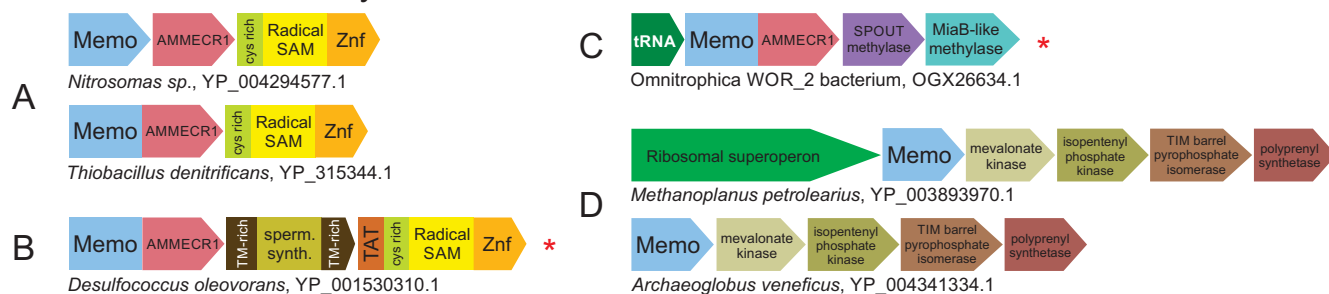 A
Memo
AMMECR1
cys rich
Radical
SAM
Znf
Nitrosomas sp., YP_004294577.1
Memo
AMMECR1
cys rich
Radical
SAM
Znf
Thiobacillus denitrificans, YP_315344.1
B
Memo
AMMECR1
TM-rich
sperm.
synth.
TM-rich
TAT
cys rich
Radical
SAM
Znf
*
Desulfococcus oleovorans, YP_001530310.1
C
tRNA
Memo
AMMECR1
SPOUT
methylase
MiaB-like
methylase
*
Omnitrophica WOR_2 bacterium, OGX26634.1
D
Ribosomal superoperon
Memo
mevalonate
kinase
isopentenyl
phosphate
kinase
TIM barrel
pyrophosphate
isomerase
polyprenyl
synthetase
Methanoplanus petrolearius, YP_003893970.1
Memo
mevalonate
kinase
isopentenyl
phosphate
kinase
TIM barrel
pyrophosphate
isomerase
polyprenyl
synthetase
Archaeoglobus veneficus, YP_004341334.1